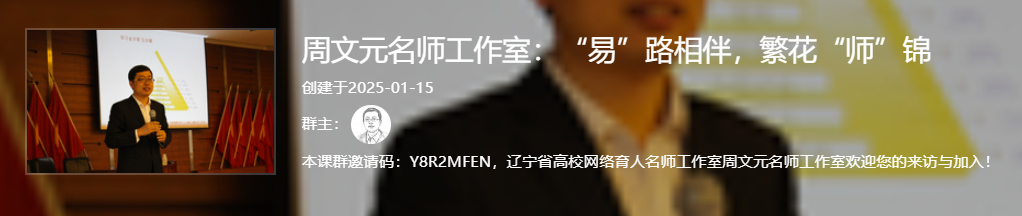 周文元名师工作室：“易”路相伴，繁花“师”锦
创建于2025-01-15
群主：
本课群邀请码：Y8R2MFEN，辽宁省高校网络育人名师工作室周文元名师工作室欢迎您的来访与加入！